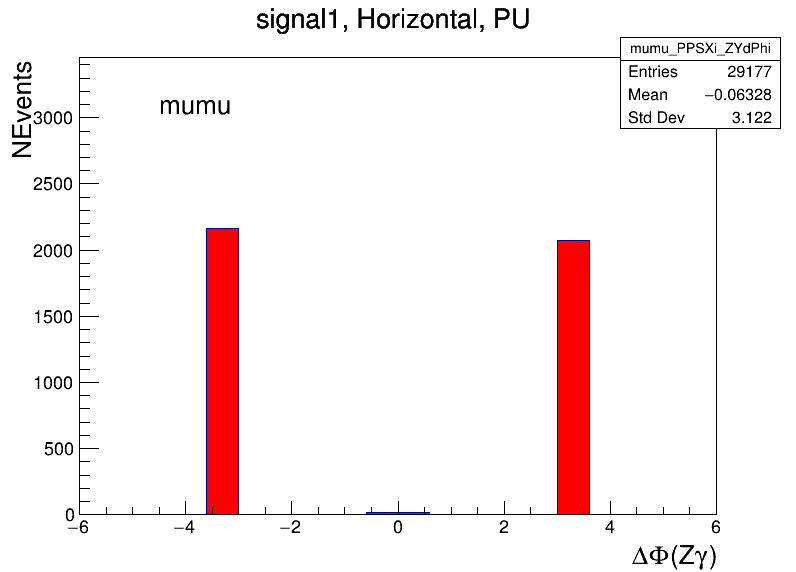 signal1, Horizontal, PU
mumu_PPSXi_ZYdPhi
Entries 29177
Mean −0.06328
Std Dev 3.122
NEvents
mumu
3000
2500
2000
1500
1000
500
0
−6 −4 −2 0 2 4 6
ΔΦ(Zγ)